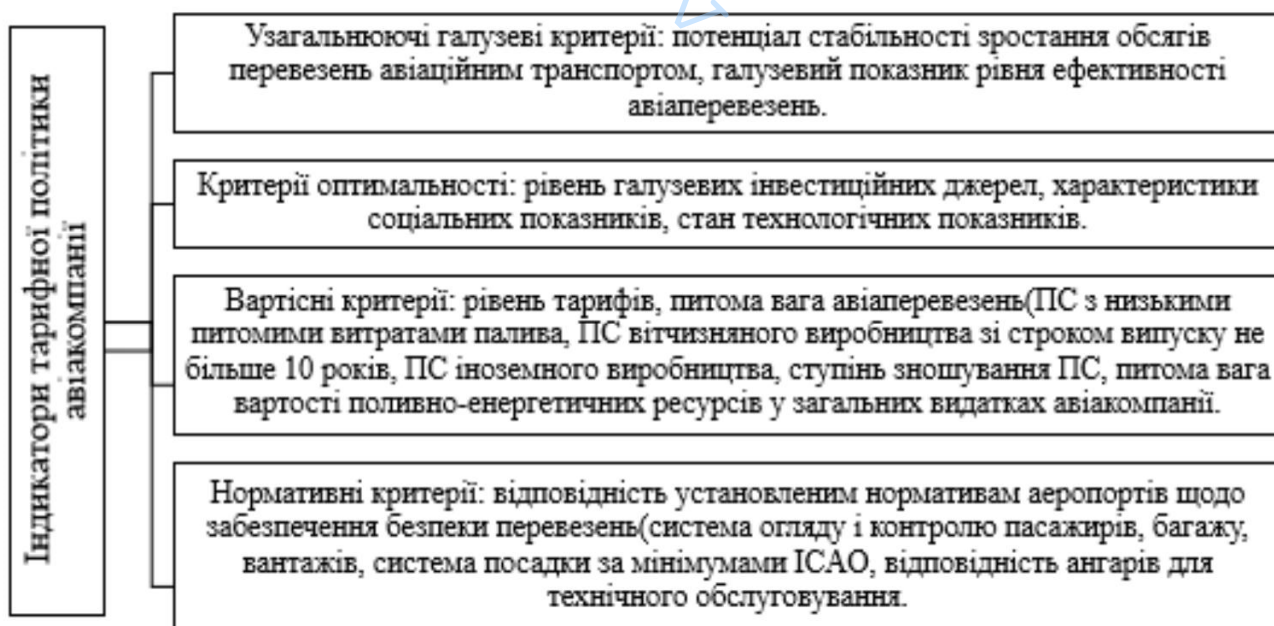 Індикатори тарифної політики
авіакомпанії
Узагальнюючі галузеві критерії: потенціал стабільності зростання обсягів
перевезень авіаційним транспортом, галузевий показник рівня ефективності
авіаперевезень.
Критерії оптимальності: рівень галузевих інвестиційних джерел, характеристики
соціальних показників, стан технологічних показників.
Вартісні критерії: рівень тарифів, питома вага авіаперевезень(ПС з низькими
питомими витратами палива, ПС вітчизняного виробництва зі строком випуску не
більше 10 років, ПС іноземного виробництва, ступінь зношування ПС, питома вага
вартості поливно-енергетичних ресурсів у загальних видатках авіакомпанії.
Нормативні критерії: відповідність установленим нормативам аеропортів щодо
забезпечення безпеки перевезень(система огляду і контролю пасажирів, багажу,
вантажів, система посадки за мінімумами ІСАО, відповідність ангарів для
технічного обслуговування.